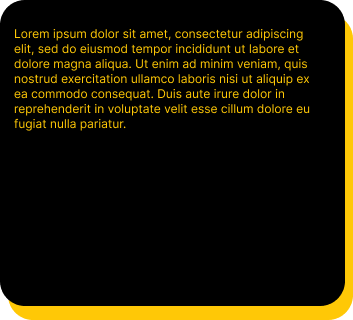 Lorem ipsum dolor sit amet, consectetur adipiscing
elit, sed do eiusmod tempor incididunt ut labore et
dolore magna aliqua. Ut enim ad minim veniam, quis
nostrud exercitation ullamco laboris nisi ut aliquip ex
ea commodo consequat. Duis aute irure dolor in
reprehenderit in voluptate velit esse cillum dolore eu
fugiat nulla pariatur.